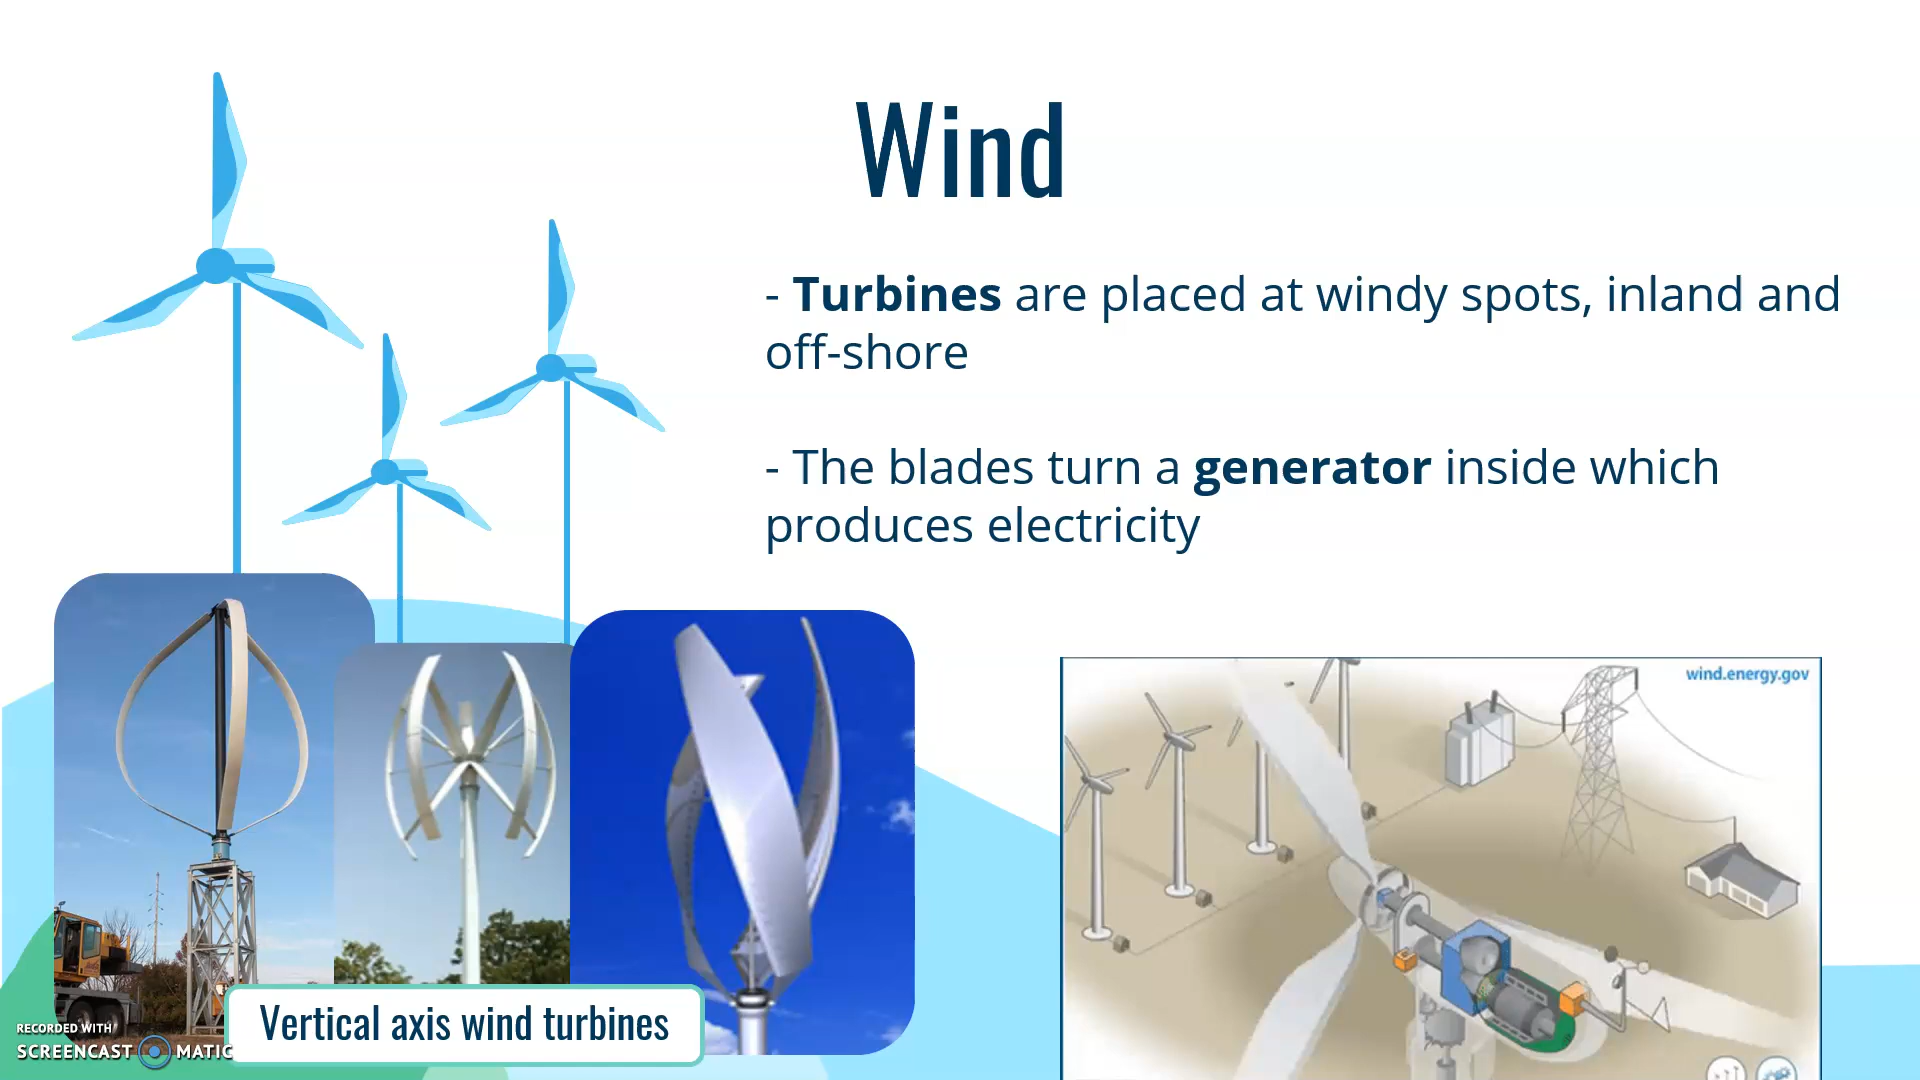 Wind
- Turbines are placed at windy spots, inland and
off-shore
- The blades turn a generator inside which
produces electricity
wind.energy.gov
Vertical axis wind turbines
RECORDED WITH
SCREENCAST MATIC